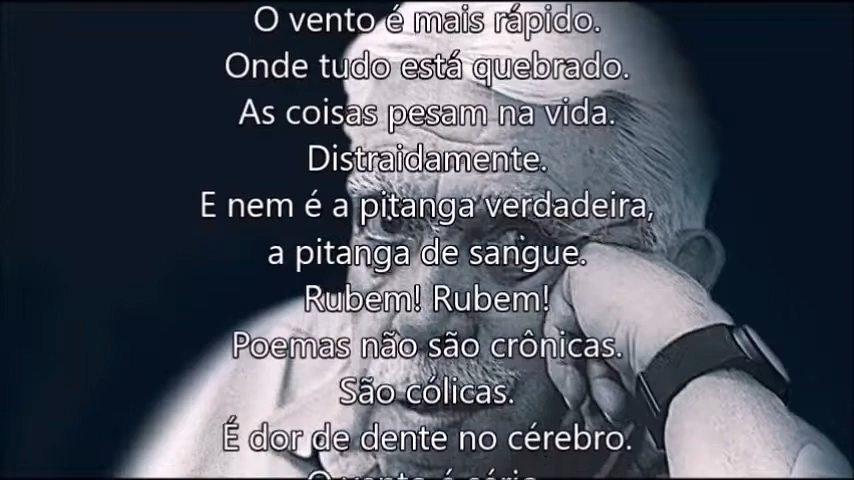 O vento é mais rápido.
Onde tudo está quebrado.
As coisas pesam na vida.
Distraidamente.
E nem é a pitanga verdadeira,
a pitanga de sangue.
Rubem! Rubem!
Poemas não são crônicas.
São cólicas.
É dor de dente no cérebro.
O vento é